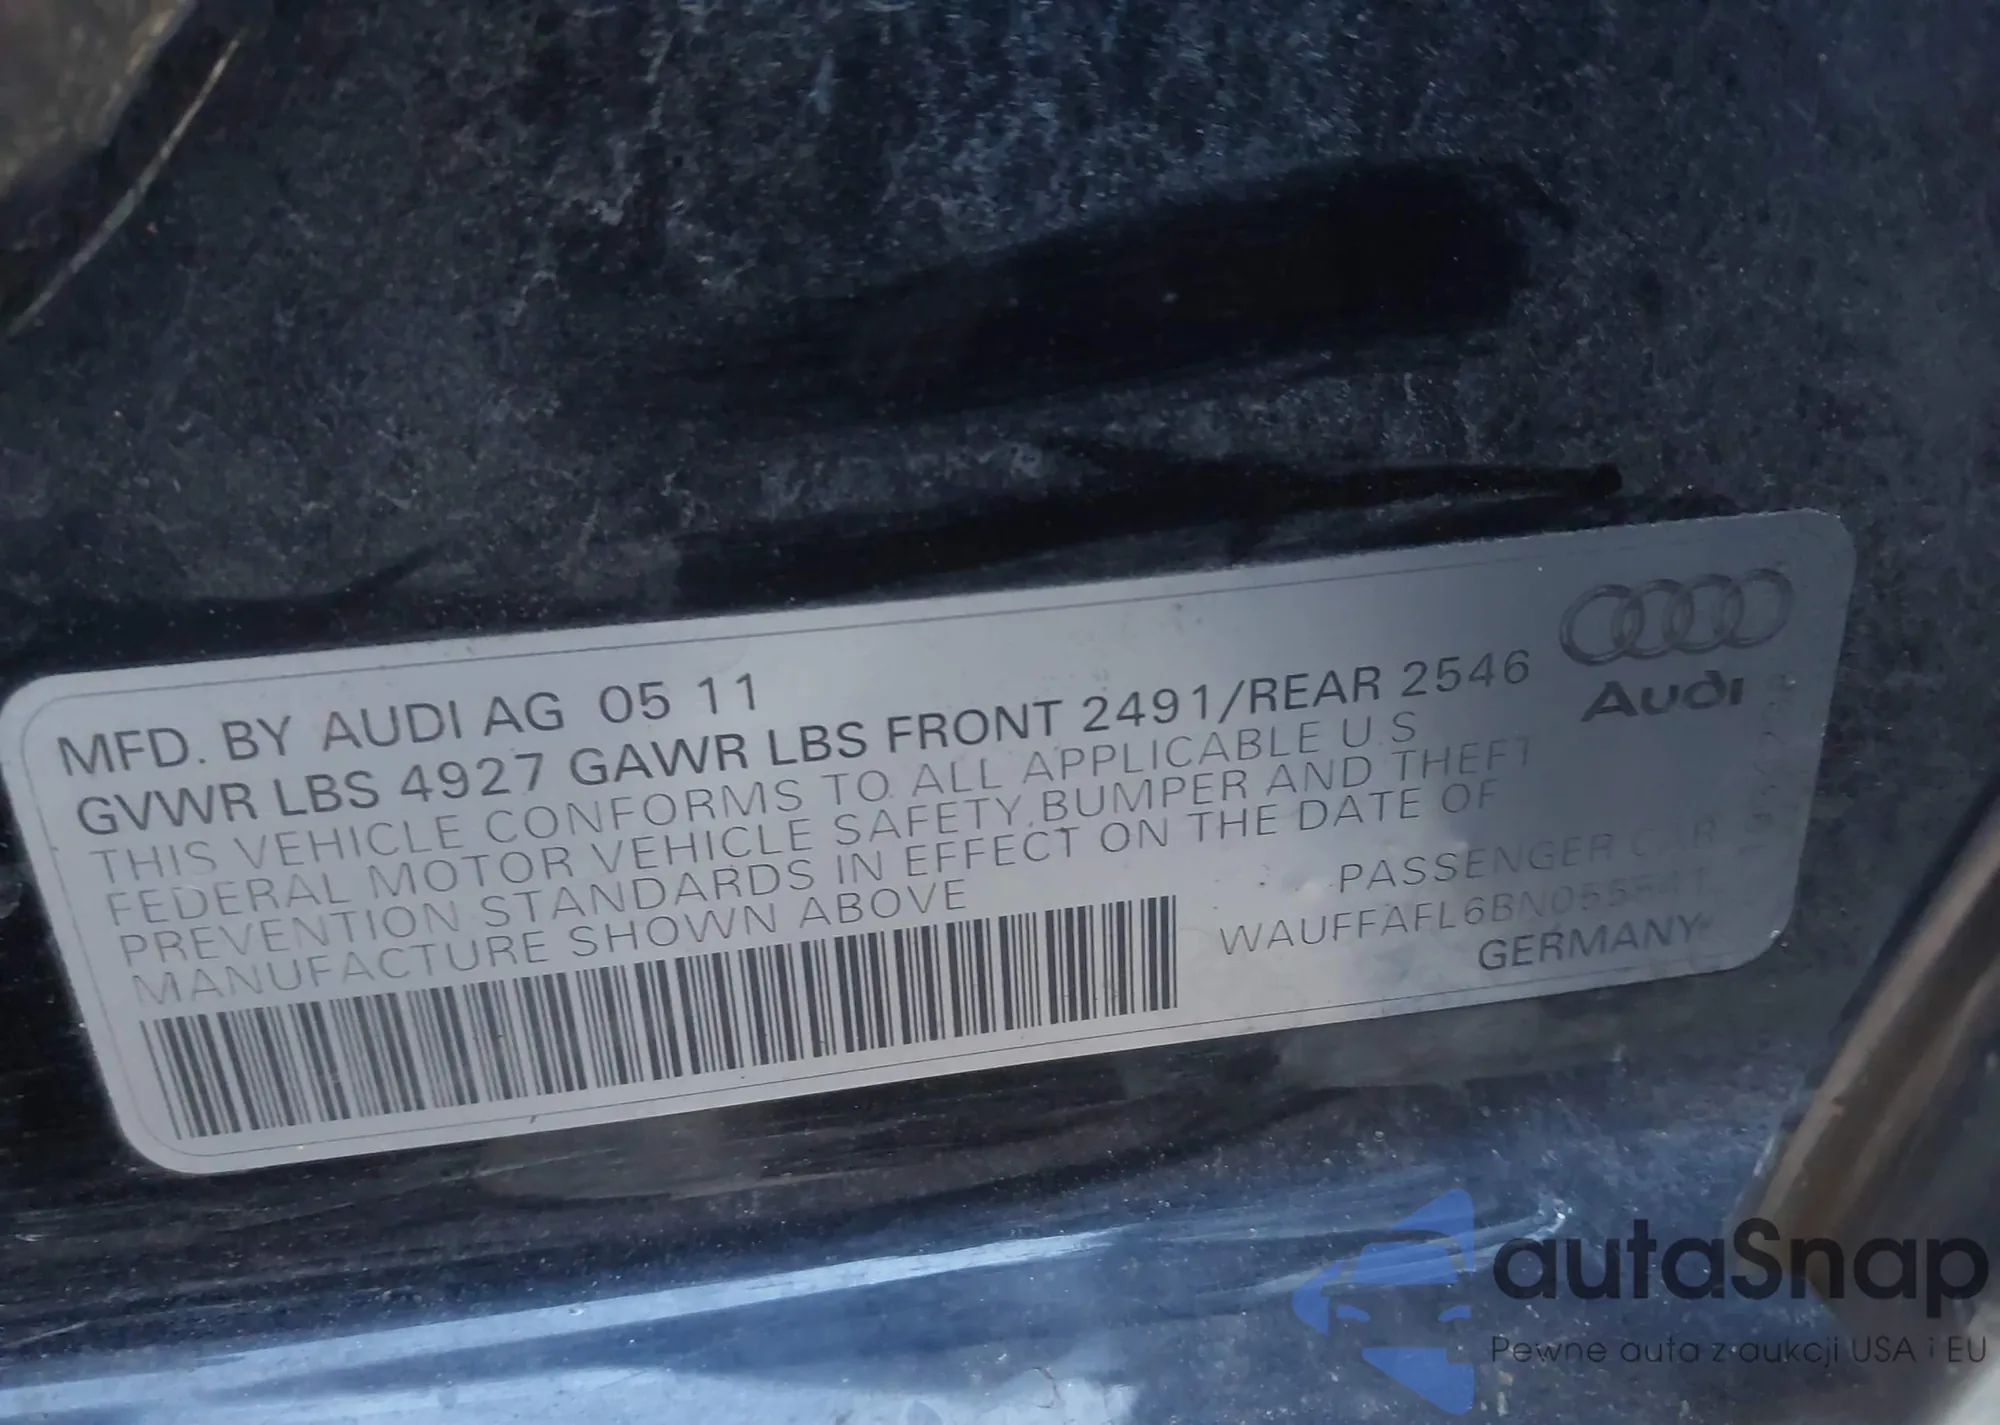 MFD. BY AUDI AG 05 11
GVWR LBS 4927 GAWR LBS FRONT 2491/REAR 2546
THIS VEHICLE CONFORMS TO ALL APPLICABLE U.S
FEDERAL MOTOR VEHICLE SAFETY, BUMPER AND THEFT
PREVENTION STANDARDS IN EFFECT ON THE DATE OF
MANUFACTURE SHOWN ABOVE
Audi
PASSENGER CAR
WAUFFAFL6BN055541
GERMANY
autaSnap
Pewne auta z aukcji USA i EU